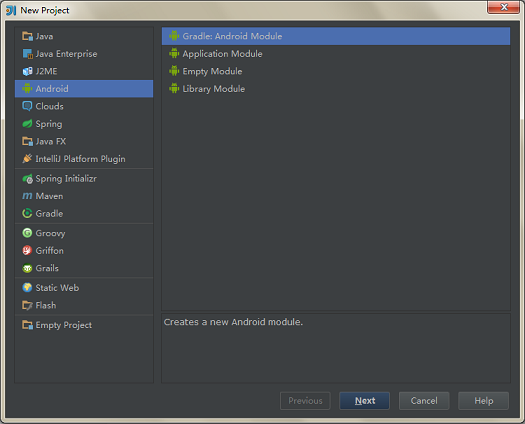 New Project
Java
Java Enterprise
J2ME
Android
Clouds
Spring
Java FX
IntelliJ Platform Plugin
Spring Initializr
Maven
Gradle
Groovy
Griffon
Grails
Static Web
Flash
Empty Project
Gradle: Android Module
Application Module
Empty Module
Library Module
Creates a new Android module.
Previous
Next
Cancel
Help